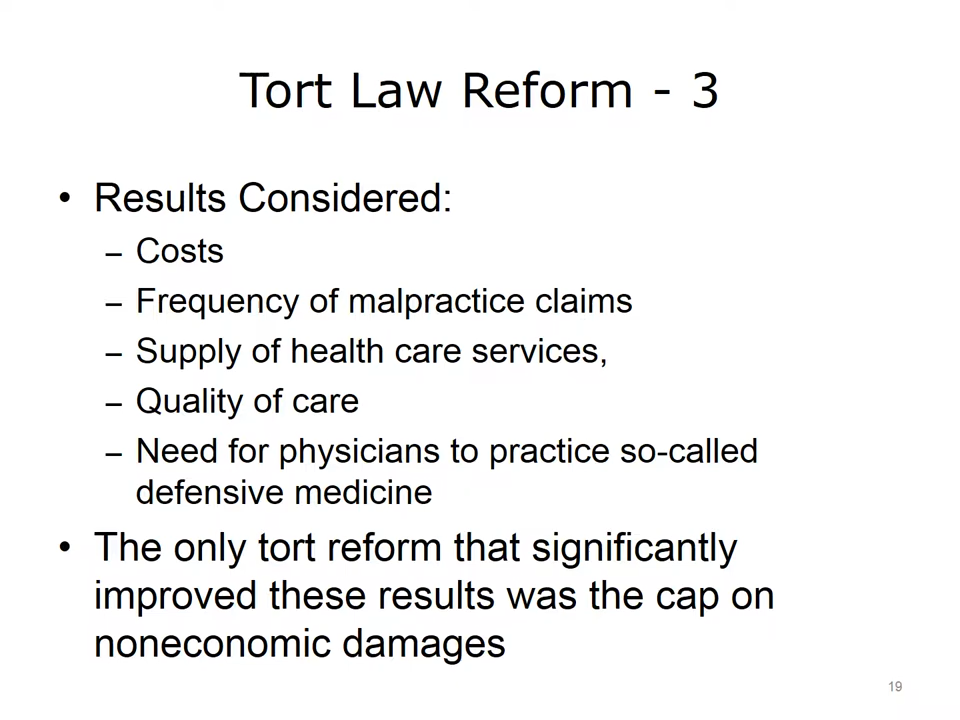 Tort Law Reform - 3
• Results Considered:
– Costs
– Frequency of malpractice claims
– Supply of health care services,
– Quality of care
– Need for physicians to practice so-called
defensive medicine
• The only tort reform that significantly
improved these results was the cap on
noneconomic damages
19